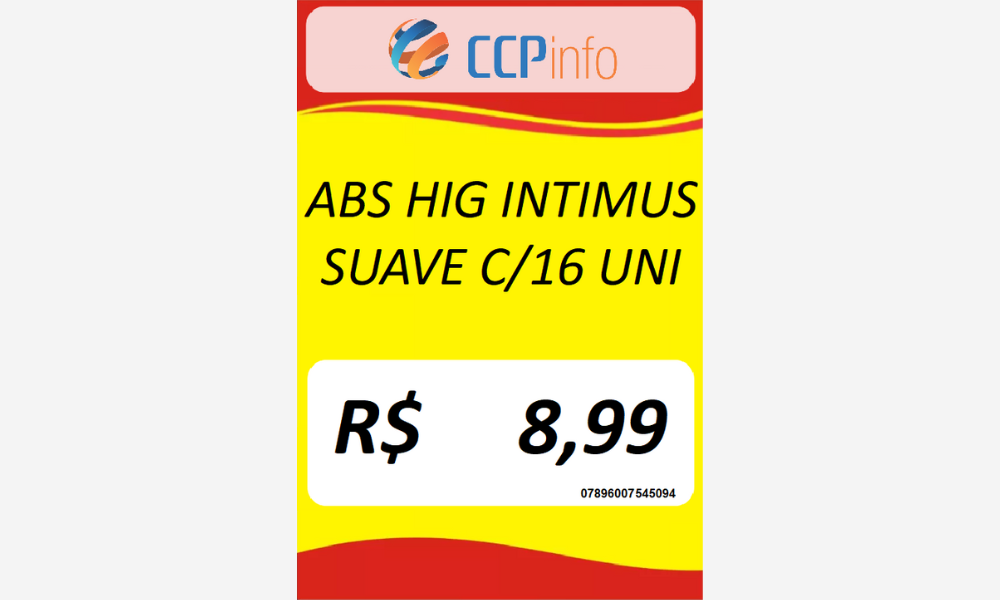 CCPinfo
ABS HIG INTIMUS
SUAVE C/16 UNI
R$ 8,99
07896007545094